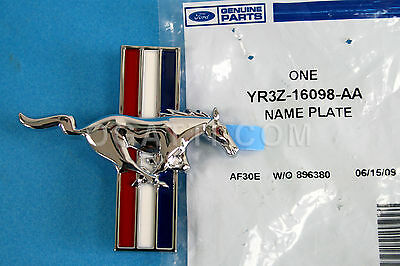 Ford
GENUINE
PARTS
ONE
YR3Z-16098-AA
NAME PLATE
AF30E W/O 896380 06/15/09